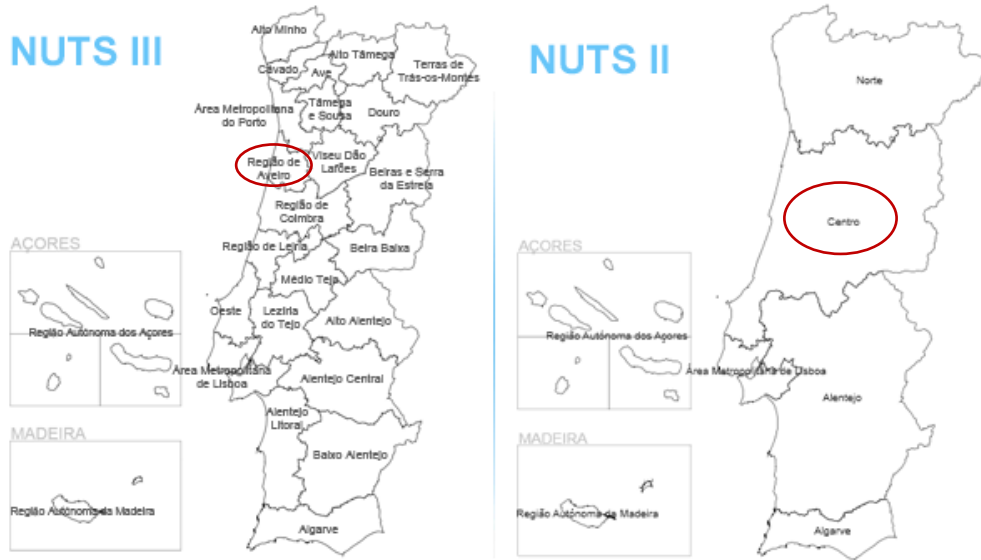 NUTS III
Alto Minho
Alto Tâmega
Terras de
Trás-os-Montes
Cávado
Ave
Área Metropolitana
do Porto
Tâmega
e Sousa
Douro
Região de
Aveiro
Viseu Dão
Lafões
Beiras e Serra
da Estrela
Região de
Coimbra
Região de Leiria
Beira Baixa
Médio Tejo
Oeste
Lezíria
do Tejo
Alto Alentejo
Área Metropolitana
de Lisboa
Alentejo Central
Alentejo
Litoral
Baixo Alentejo
Algarve
AÇORES
Região Autónoma dos Açores
MADEIRA
Região Autónoma da Madeira
NUTS II
Norte
Centro
Área Metropolitana de Lisboa
Alentejo
Algarve
AÇORES
Região Autónoma dos Açores
MADEIRA
Região Autónoma da Madeira